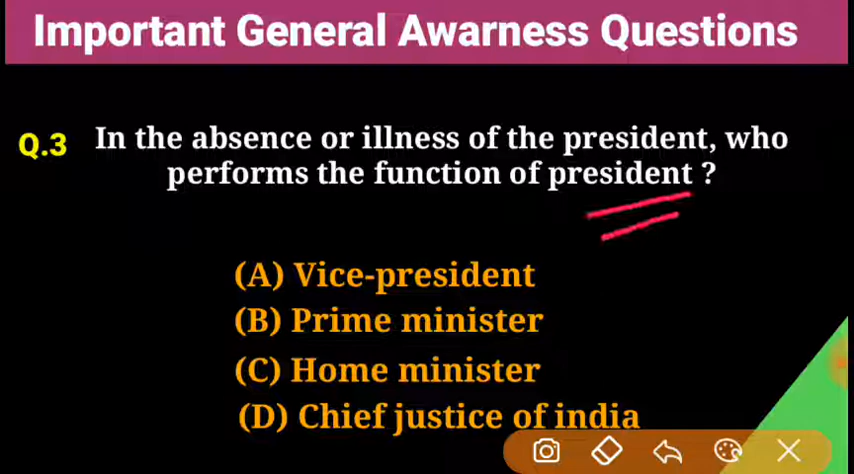 Important General Awarness Questions
Q.3 In the absence or illness of the president, who
performs the function of president ?
(A) Vice-president
(B) Prime minister
(C) Home minister
(D) Chief justice of india